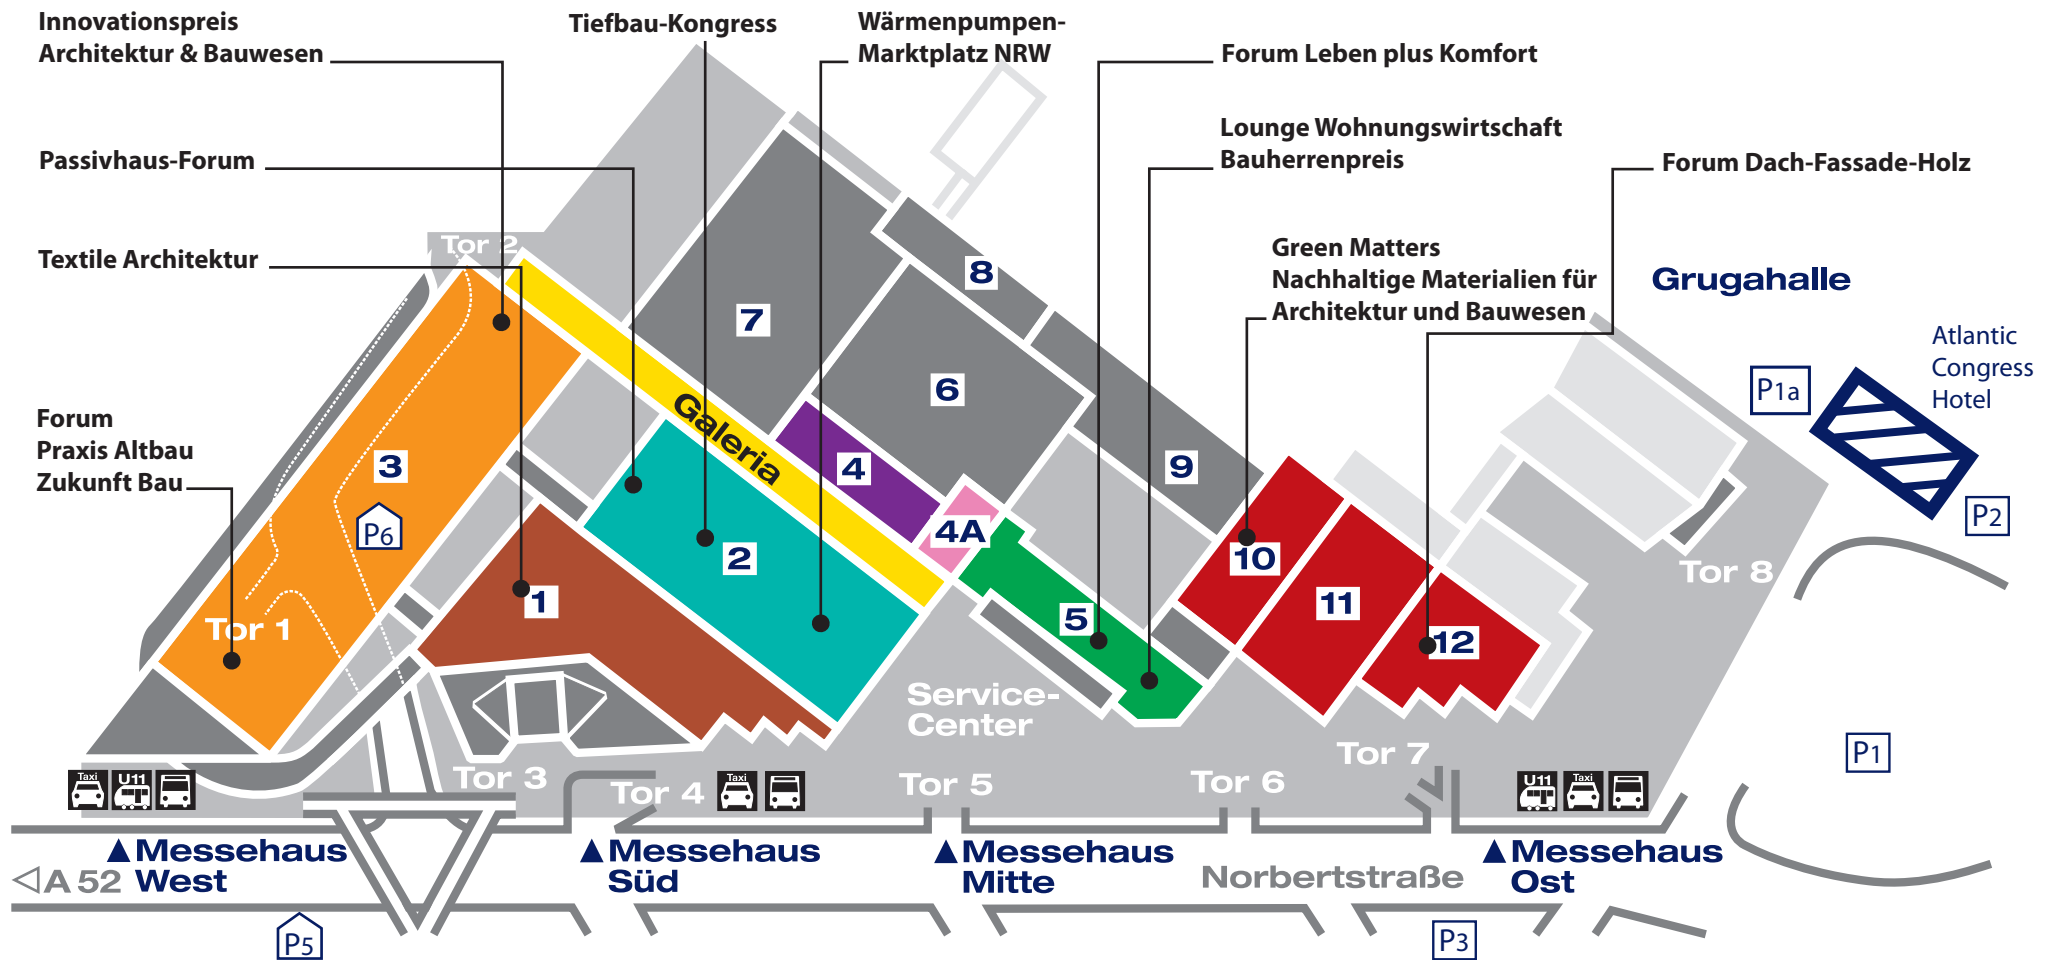 Innovationspreis
Architektur & Bauwesen
Tiefbau-Kongress
Wärmenpumpen-
Marktplatz NRW
Forum Leben plus Komfort
Lounge Wohnungswirtschaft
Bauherrenpreis
Passivhaus-Forum
Forum Dach-Fassade-Holz
Textile Architektur
Tor 2
Green Matters
Nachhaltige Materialien für
Architektur und Bauwesen
Grugahalle
Atlantic
Congress
Hotel
P1a
P2
Forum
Praxis Altbau
Zukunft Bau
8
7
6
Galeria
3
4
9
P6
4A
2
10
1
11
5
12
Tor 1
Tor 8
Service-
Center
P1
Tor 3
Tor 4
Tor 5
Tor 6
Tor 7
Taxi
U11
Taxi
U11
Taxi
Messehaus
West
Messehaus
Süd
Messehaus
Mitte
Messehaus
Ost
A 52
Norbertstraße
P5
P3